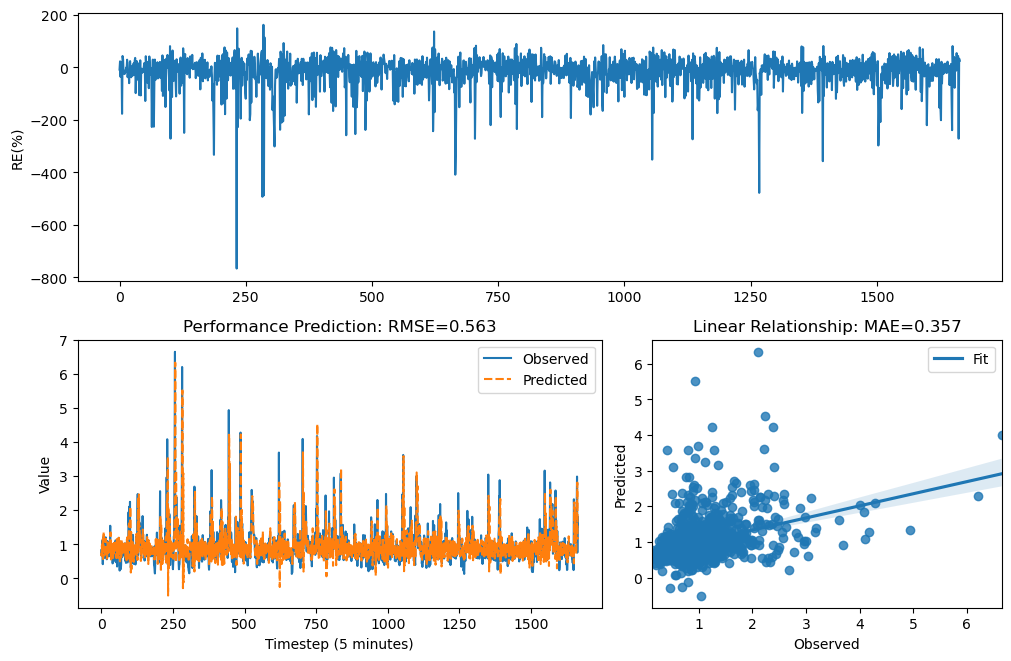 200
0
−200
−400
−600
−800
RE(%)
0 250 500 750 1000 1250 1500
Performance Prediction: RMSE=0.563
7
6
5
4
3
2
1
0
Value
Observed
Predicted
0 250 500 750 1000 1250 1500
Timestep (5 minutes)
Linear Relationship: MAE=0.357
6
5
4
3
2
1
0
Predicted
Fit
1 2 3 4 5 6
Observed